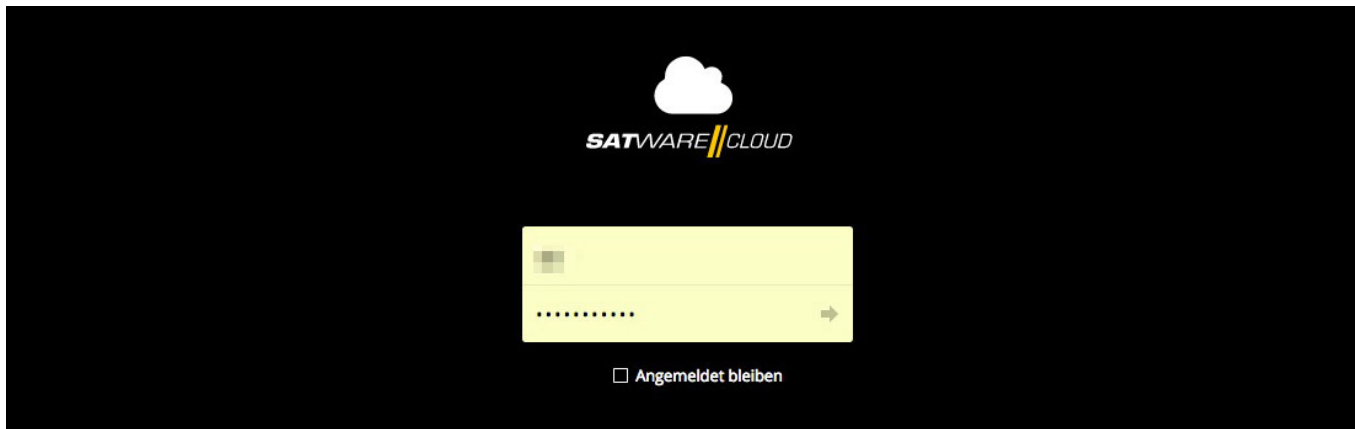 SATWARE//CLOUD
•••••••••••
Angemeldet bleiben